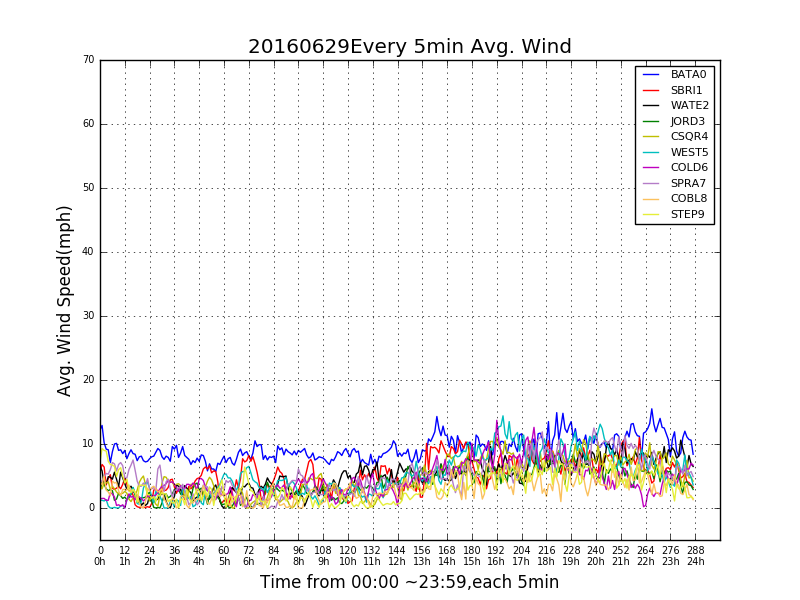 20160629Every 5min Avg. Wind
Avg. Wind Speed(mph)
70
60
50
40
30
20
10
0
BATA0
SBRI1
WATE2
JORD3
CSQR4
WEST5
COLD6
SPRA7
COBL8
STEP9
0 12 24 36 48 60 72 84 96 108 120 132 144 156 168 180 192 204 216 228 240 252 264 276 288
0h 1h 2h 3h 4h 5h 6h 7h 8h 9h 10h 11h 12h 13h 14h 15h 16h 17h 18h 19h 20h 21h 22h 23h 24h
Time from 00:00 ~23:59,each 5min